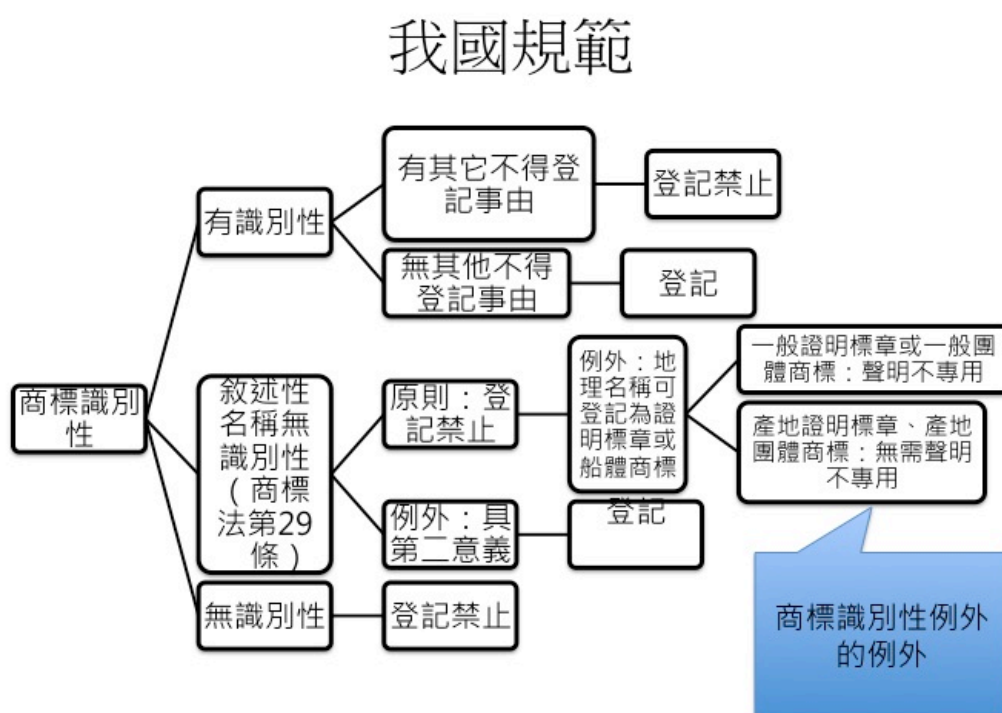 我國規範
有其它不得登
記事由
登記禁止
有識別性
無其他不得
登記事由
登記
商標識別
性
敘述性
名稱無
識別性
（商標
法第29
條）
原則：登
記禁止
例外：地
理名稱可
登記為證
明標章或
船體商標
一般證明標章或一般團
體商標：聲明不專用
產地證明標章、產地
團體商標：無需聲明
不專用
例外：具
第二意義
登記
無識別性
登記禁止
商標識別性例外
的例外